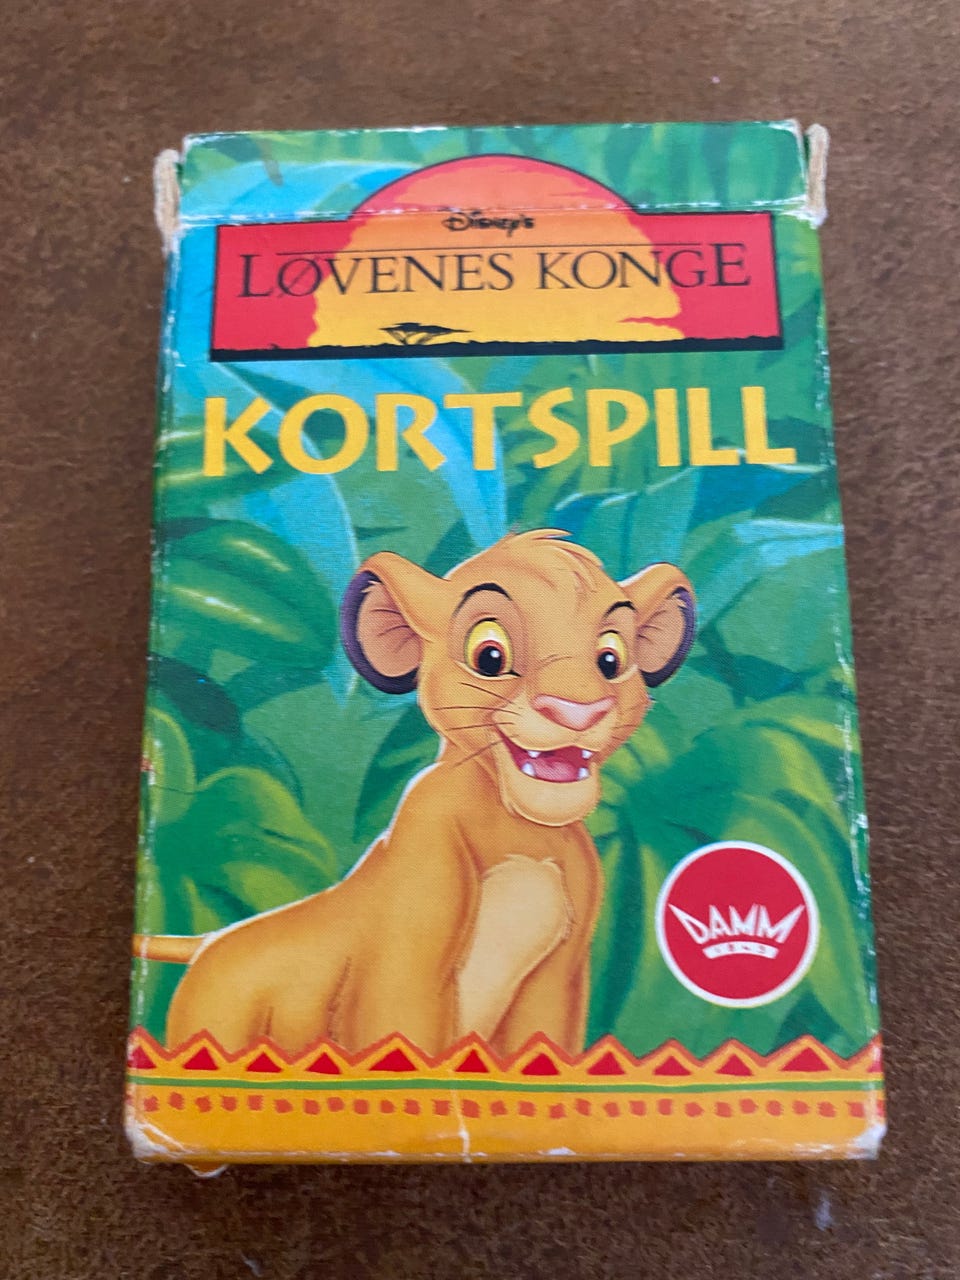 Disney's
LØVENES KONGE
KORTSPILL
DAMM